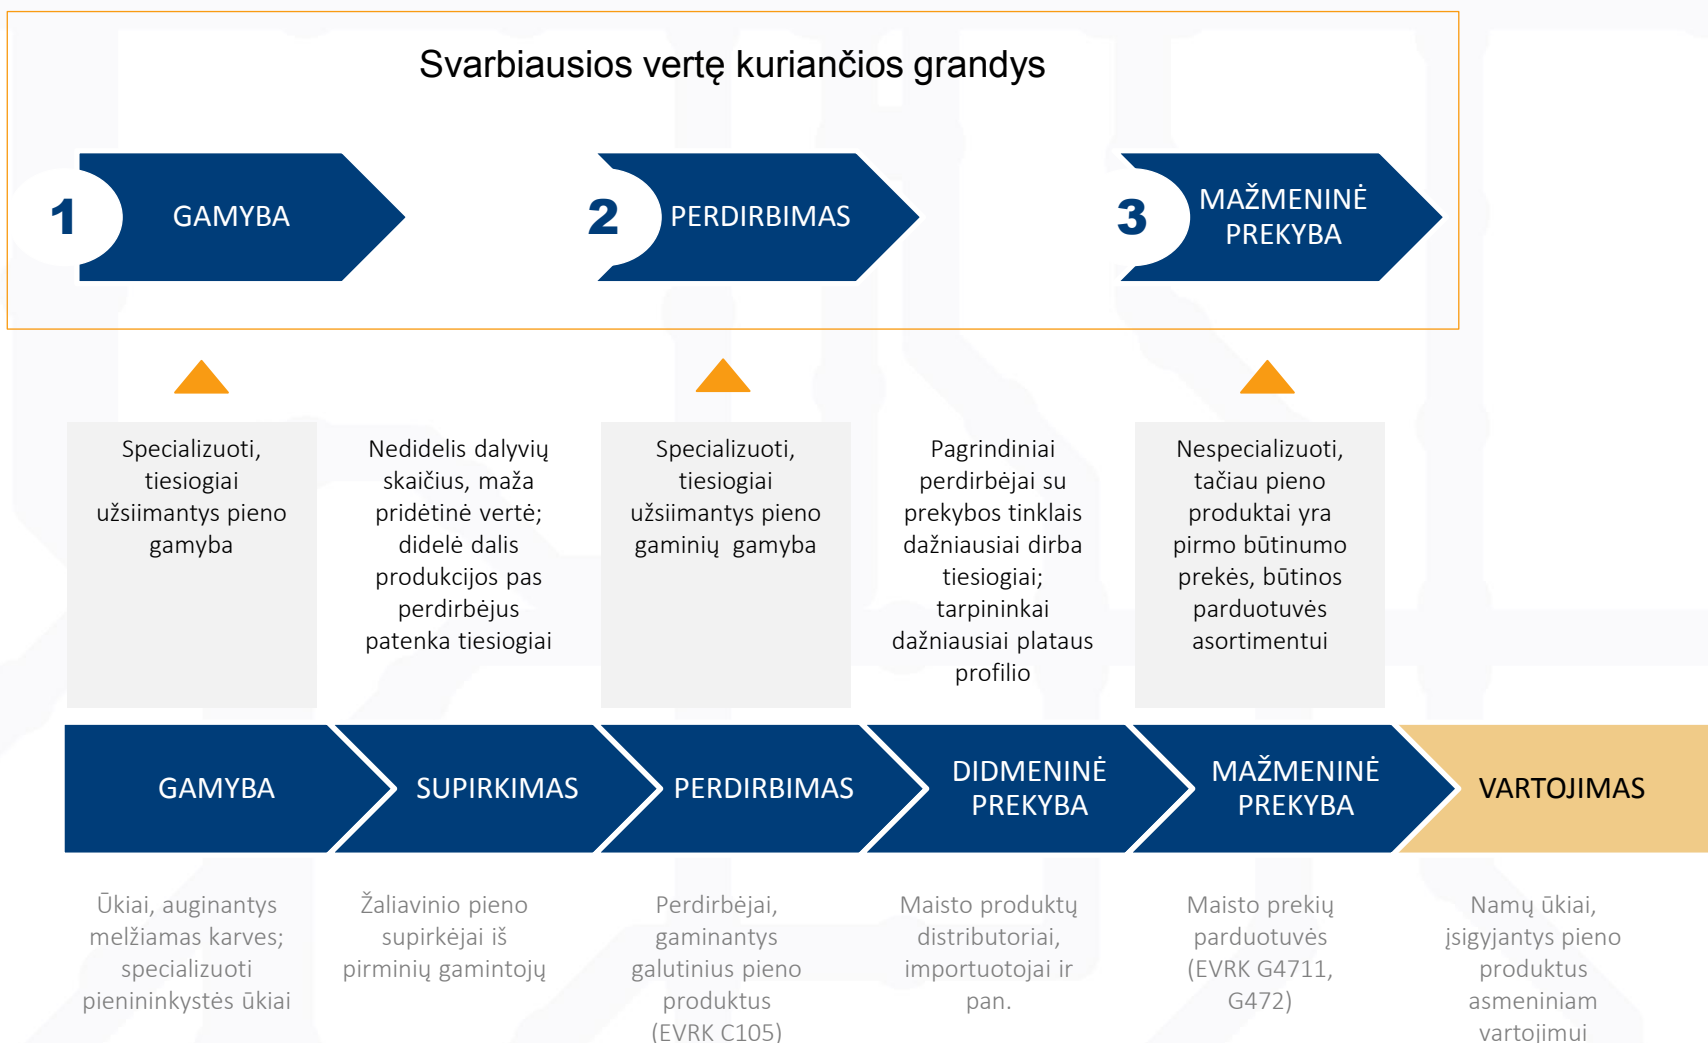 Svarbiausios vertę kuriančios grandys
1
GAMYBA
2
PERDIRBIMAS
3
MAŽMENINĖ
PREKYBA
Specializuoti,
tiesiogiai
užsiimantys pieno
gamyba
Nedidelis dalyvių
skaičius, maža
pridėtinė vertė;
didelė dalis
produkcijos pas
perdirbėjus
patenka tiesiogiai
Specializuoti,
tiesiogiai
užsiimantys pieno
gaminių gamyba
Pagrindiniai
perdirbėjai su
prekybos tinklais
dažniausiai dirba
tiesiogiai;
tarpininkai
dažniausiai plataus
profilio
Nespecializuoti,
tačiau pieno
produktai yra
pirmo būtinumo
prekės, būtinos
parduotuvės
asortimentui
GAMYBA
SUPIRKIMAS
PERDIRBIMAS
DIDMENINĖ
PREKYBA
MAŽMENINĖ
PREKYBA
VARTOJIMAS
Ūkiai, auginantys
melžiamas karves;
specializuoti
pienininkystės ūkiai
Žaliavinio pieno
supirkėjai iš
pirminių gamintojų
Perdirbėjai,
gaminantys
galutinius pieno
produktus
(EVRK C105)
Maisto produktų
distributoriai,
importuotojai ir
pan.
Maisto prekių
parduotuvės
(EVRK G4711,
G472)
Namų ūkiai,
įsigyjantys pieno
produktus
asmeniniam
vartojimui